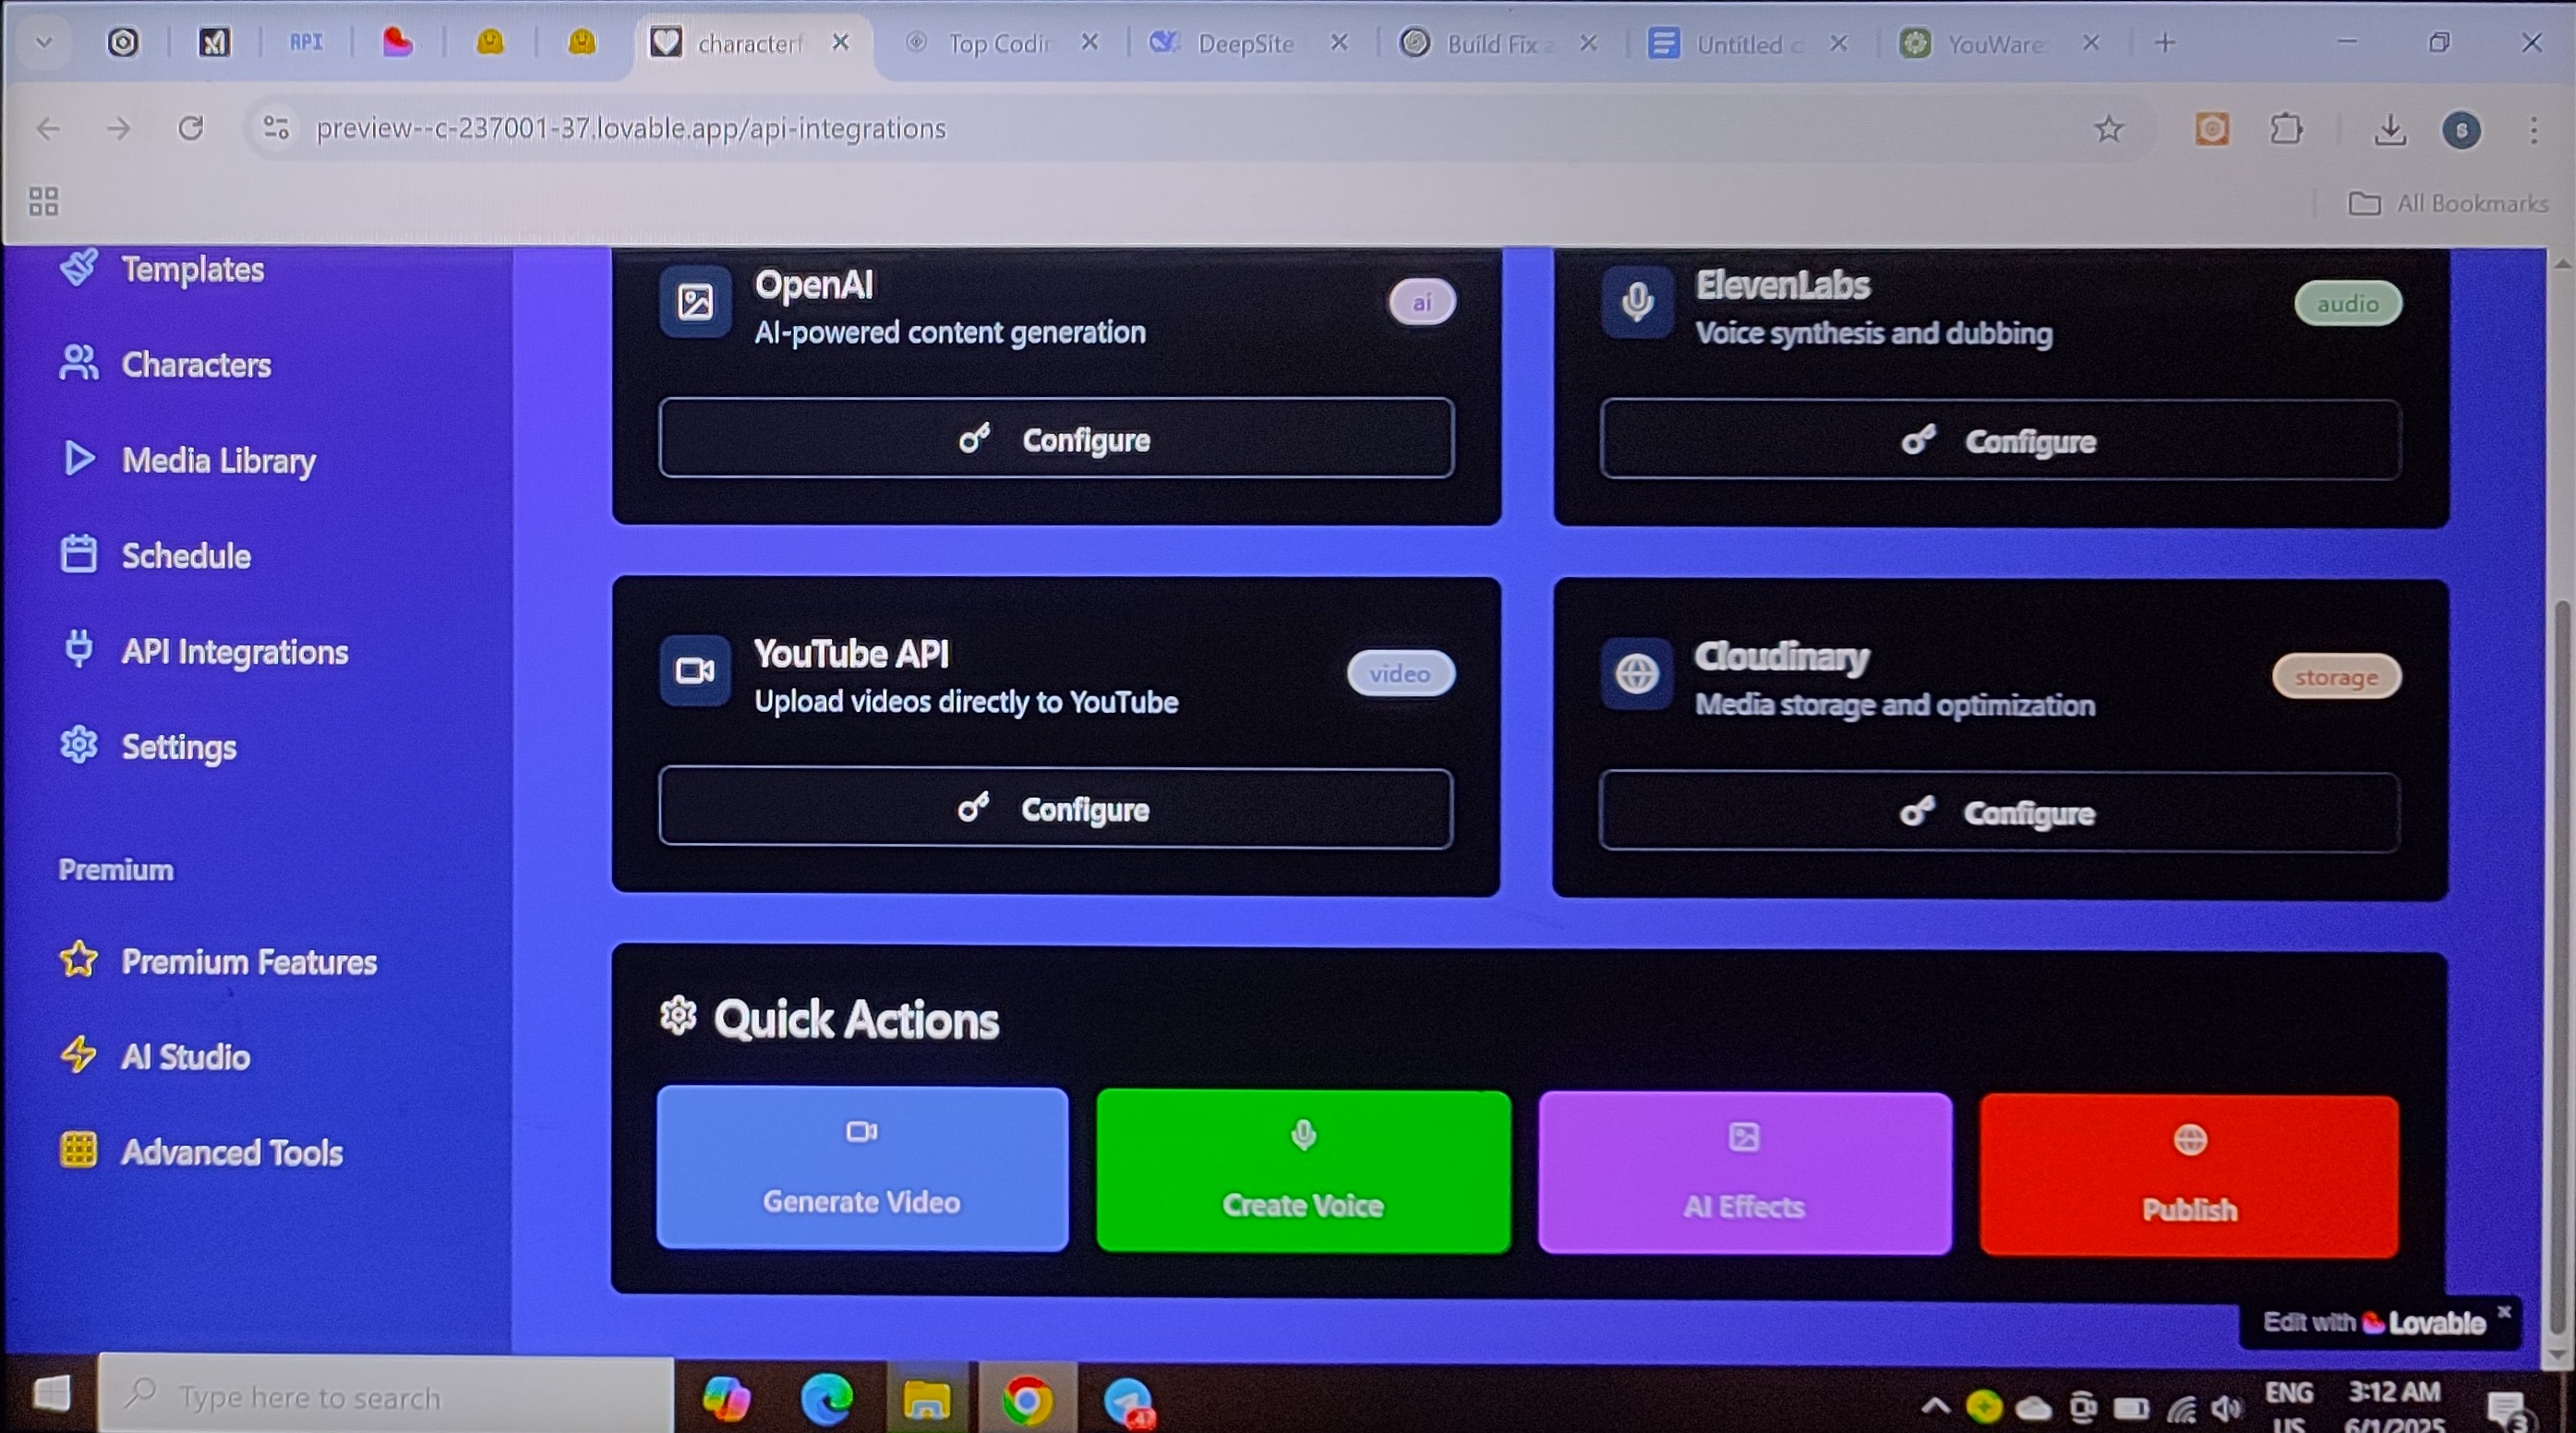 API
characterf
Top Codin
DeepSite
Build Fix a
Untitled d
YouWare
preview--c-237001-37.lovable.app/api-integrations
S
All Bookmarks
Templates
Characters
Media Library
Schedule
API Integrations
Settings
Premium
Premium Features
AI Studio
Advanced Tools
OpenAI
ai
AI-powered content generation
Configure
ElevenLabs
audio
Voice synthesis and dubbing
Configure
YouTube API
video
Upload videos directly to YouTube
Configure
Cloudinary
storage
Media storage and optimization
Configure
Quick Actions
Generate Video
Create Voice
AI Effects
Publish
Edit with Lovable
Type here to search
ENG
US
3:12 AM
6/1/2025
3